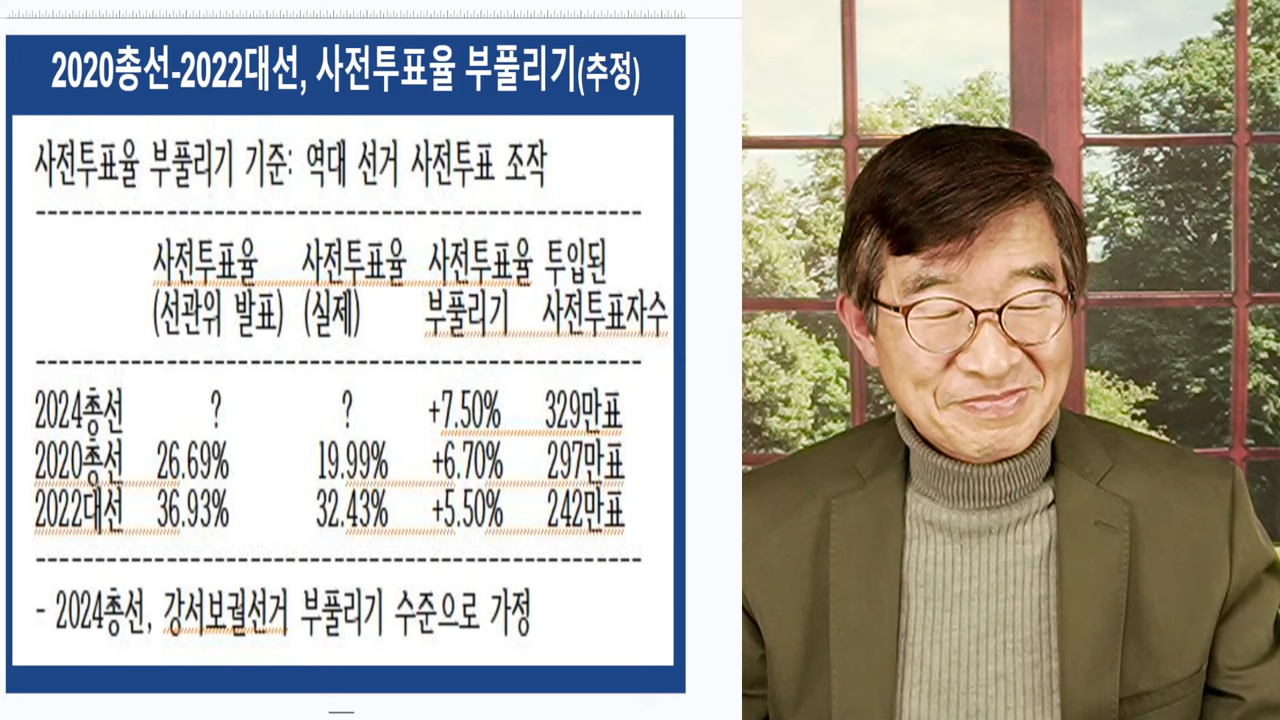 2020총선-2022대선, 사전투표율 부풀리기(추정)
사전투표율 부풀리기 기준: 역대 선거 사전투표 조작
사전투표율 사전투표율 사전투표율 투입된
(선관위 발표) (실제) 부풀리기 사전투표자수
2024총선 ? ? +7.50% 329만표
2020총선 26.69% 19.99% +6.70% 297만표
2022대선 36.93% 32.43% +5.50% 242만표
- 2024총선, 강서보궐선거 부풀리기 수준으로 가정